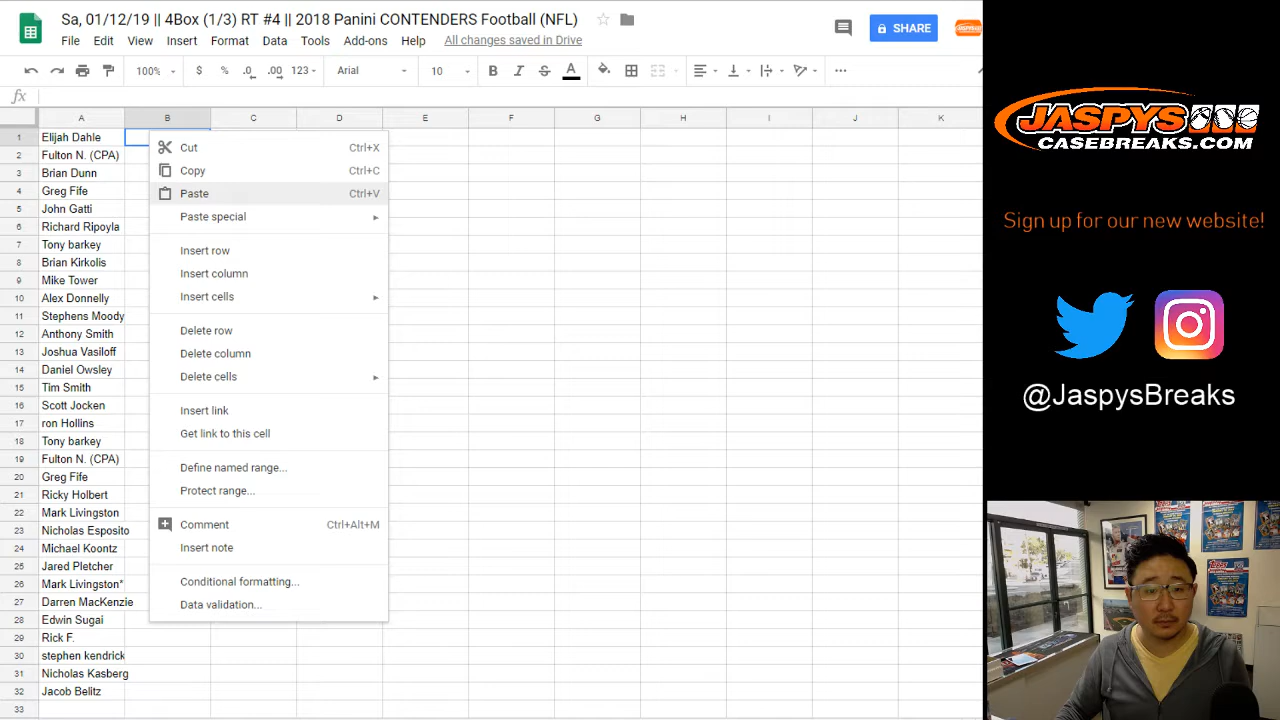 Sa, 01/12/19 || 4Box (1/3) RT #4 || 2018 Panini CONTENDERS Football (NFL)
File Edit View Insert Format Data Tools Add-ons Help All changes saved in Drive
SHARE
100% $ % .0 .00 123 Arial 10 B I S A
fx
A B C D E F G H I J K
1 Elijah Dahle
2 Fulton N. (CPA)
3 Brian Dunn
4 Greg Fife
5 John Gatti
6 Richard Ripoyla
7 Tony barkey
8 Brian Kirkolis
9 Mike Tower
10 Alex Donnelly
11 Stephens Moody
12 Anthony Smith
13 Joshua Vasiloff
14 Daniel Owsley
15 Tim Smith
16 Scott Jocken
17 ron Hollins
18 Tony barkey
19 Fulton N. (CPA)
20 Greg Fife
21 Ricky Holbert
22 Mark Livingston
23 Nicholas Esposito
24 Michael Koontz
25 Jared Pletcher
26 Mark Livingston*
27 Darren MacKenzie
28 Edwin Sugai
29 Rick F.
30 stephen kendrick
31 Nicholas Kasberg
32 Jacob Belitz
33
Cut Ctrl+X
Copy Ctrl+C
Paste Ctrl+V
Paste special
Insert row
Insert column
Insert cells
Delete row
Delete column
Delete cells
Insert link
Get link to this cell
Define named range...
Protect range...
Comment Ctrl+Alt+M
Insert note
Conditional formatting...
Data validation...
JASPYS
CASEBREAKS.COM
Sign up for our new website!
@JaspysBreaks